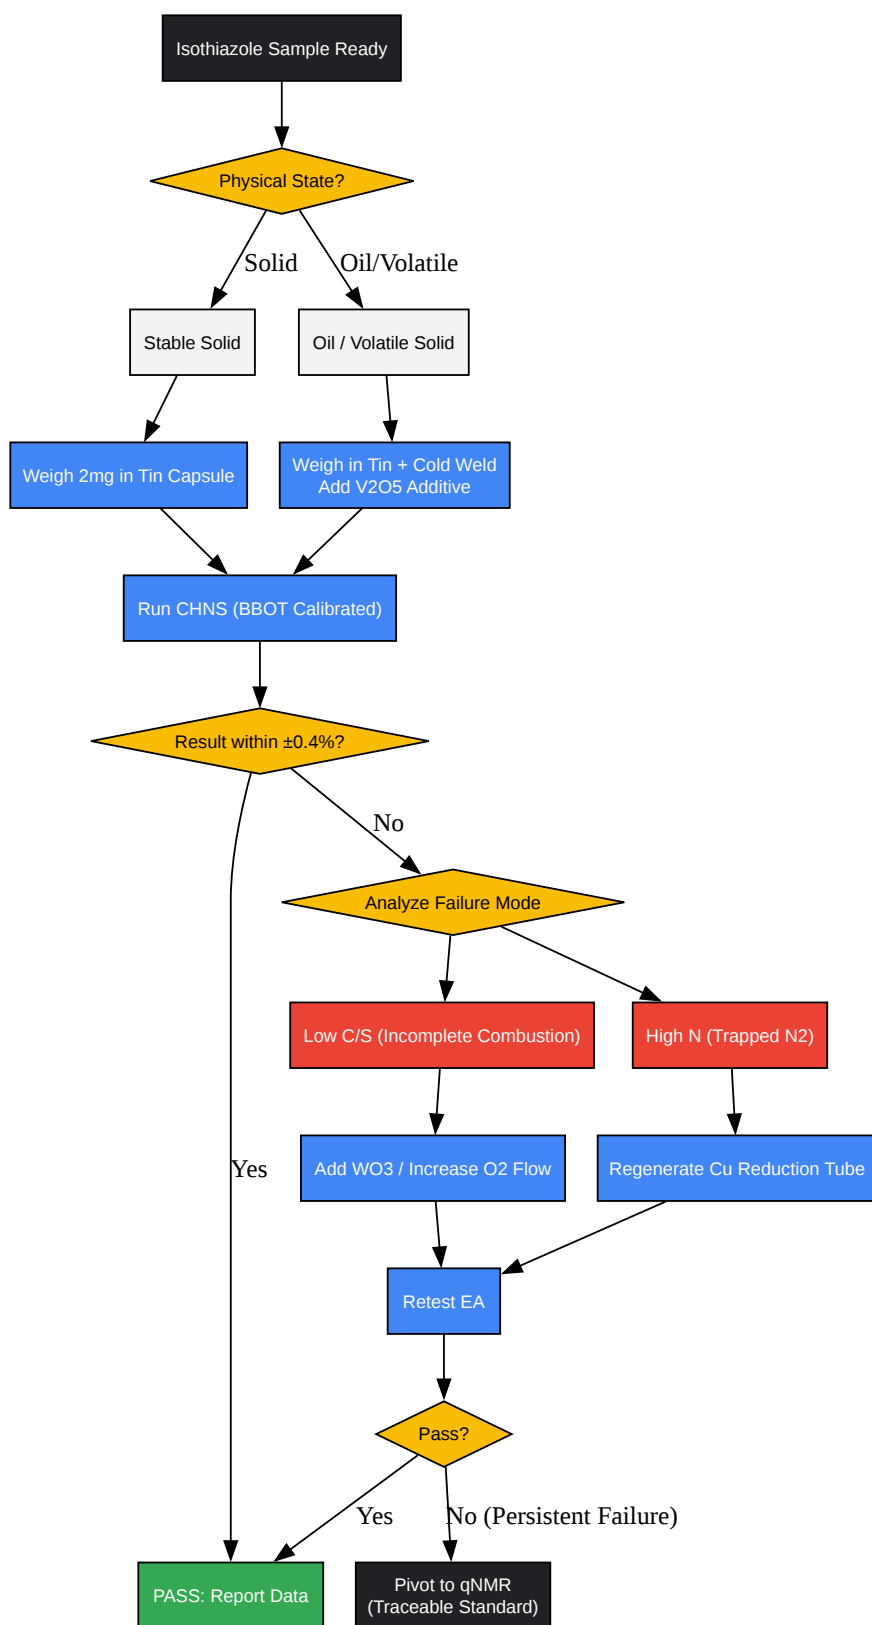 Isothiazole Sample Ready
Physical State?
Solid
Oil/Volatile
Stable Solid
Oil / Volatile Solid
Weigh 2mg in Tin Capsule
Weigh in Tin + Cold Weld
Add V2O5 Additive
Run CHNS (BBOT Calibrated)
Result within ±0.4%?
No
Analyze Failure Mode
Low C/S (Incomplete Combustion)
High N (Trapped N2)
Add WO3 / Increase O2 Flow
Regenerate Cu Reduction Tube
Yes
Retest EA
Pass?
Yes
No (Persistent Failure)
PASS: Report Data
Pivot to qNMR
(Traceable Standard)